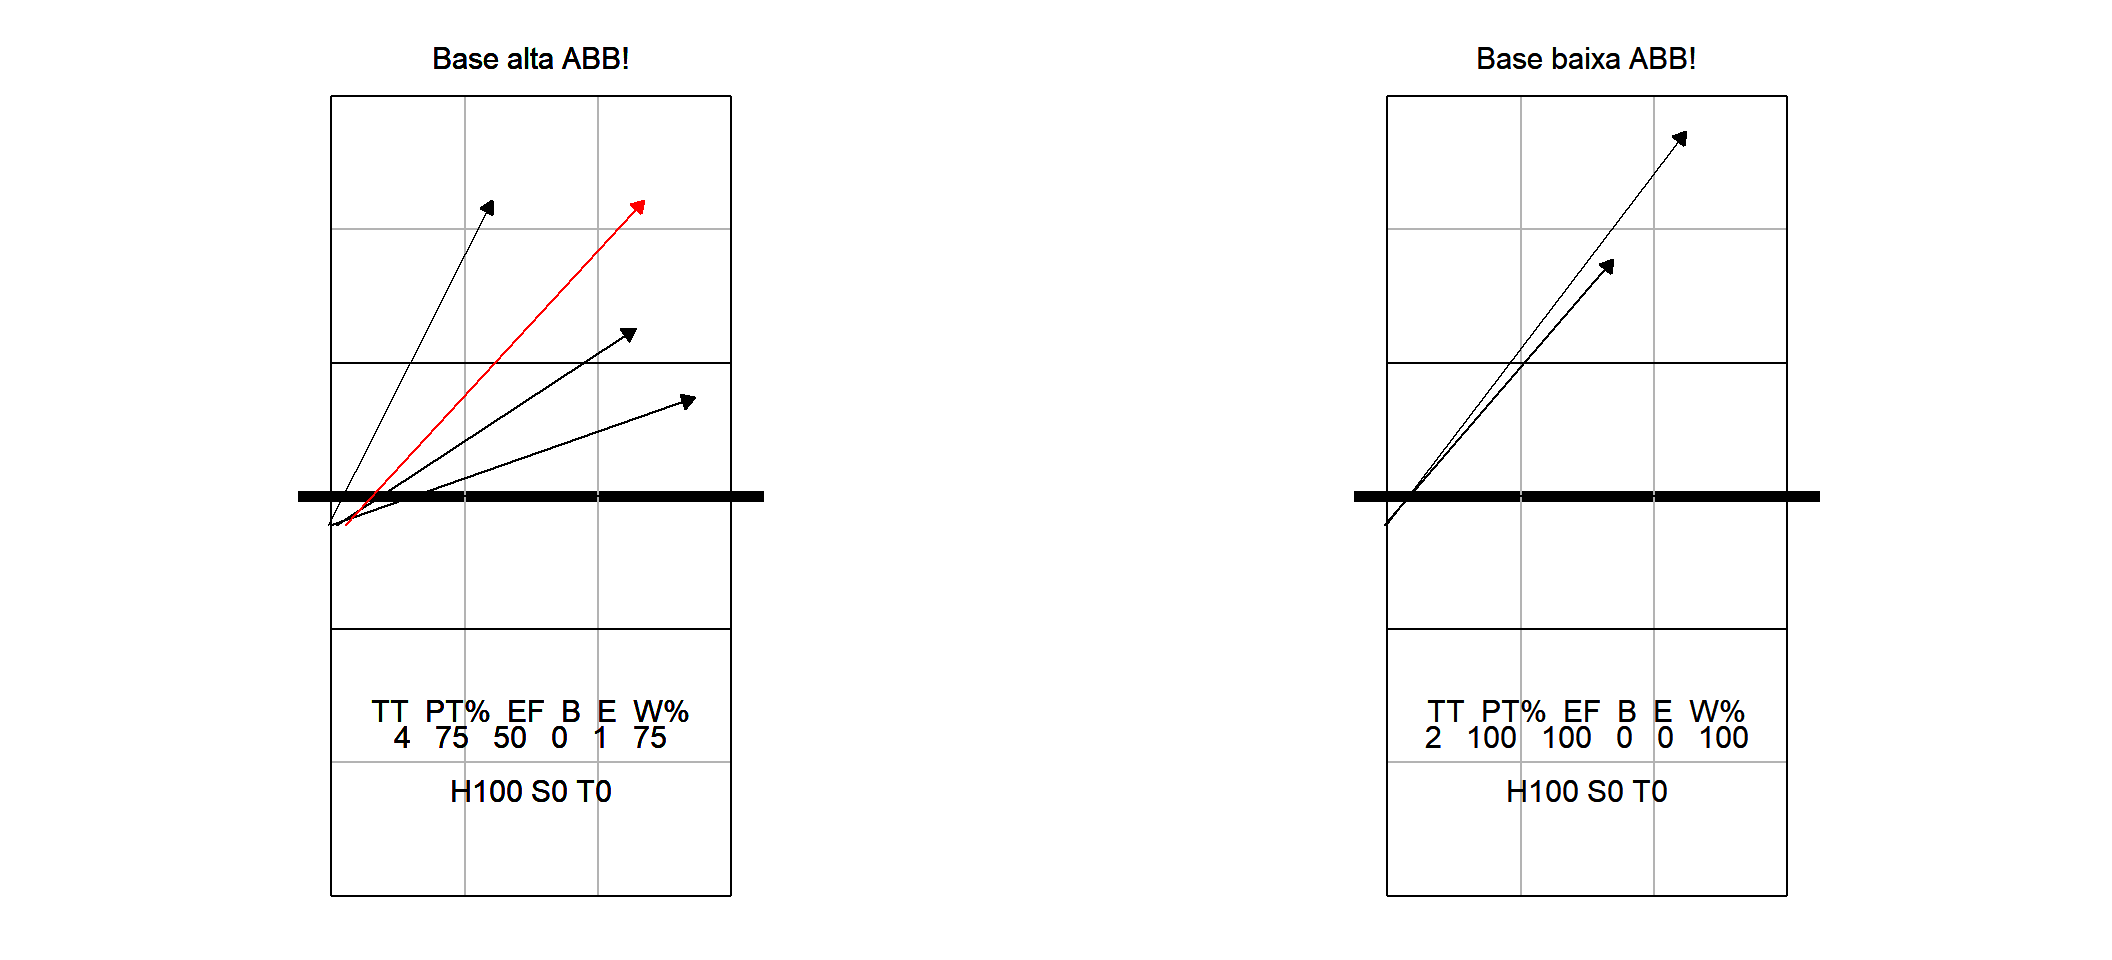 Base alta ABB!
TT PT% EF B E W%
4 75 50 0 1 75
H100 S0 T0
Base baixa ABB!
TT PT% EF B E W%
2 100 100 0 0 100
H100 S0 T0